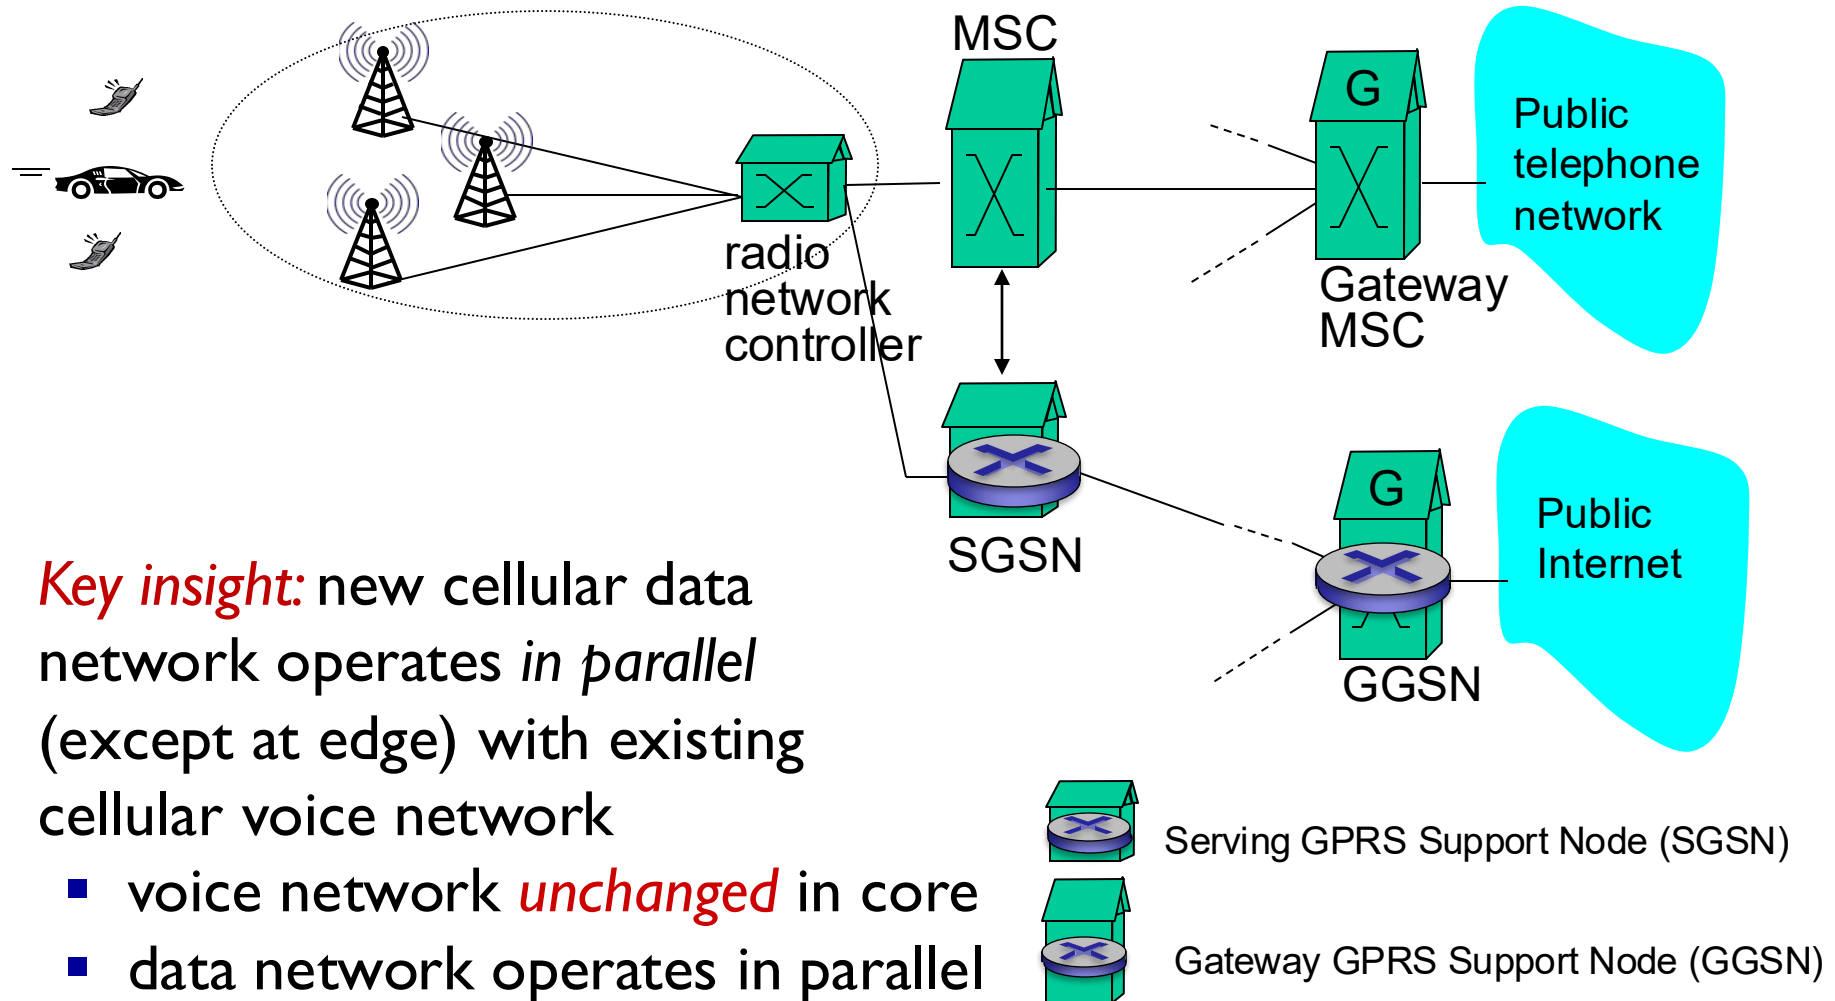 MSC
G
Public
telephone
network
radio
network
controller
Gateway
MSC
SGSN
G
Public
Internet
GGSN
Key insight: new cellular data
network operates in parallel
(except at edge) with existing
cellular voice network
▪ voice network unchanged in core
▪ data network operates in parallel
Serving GPRS Support Node (SGSN)
Gateway GPRS Support Node (GGSN)